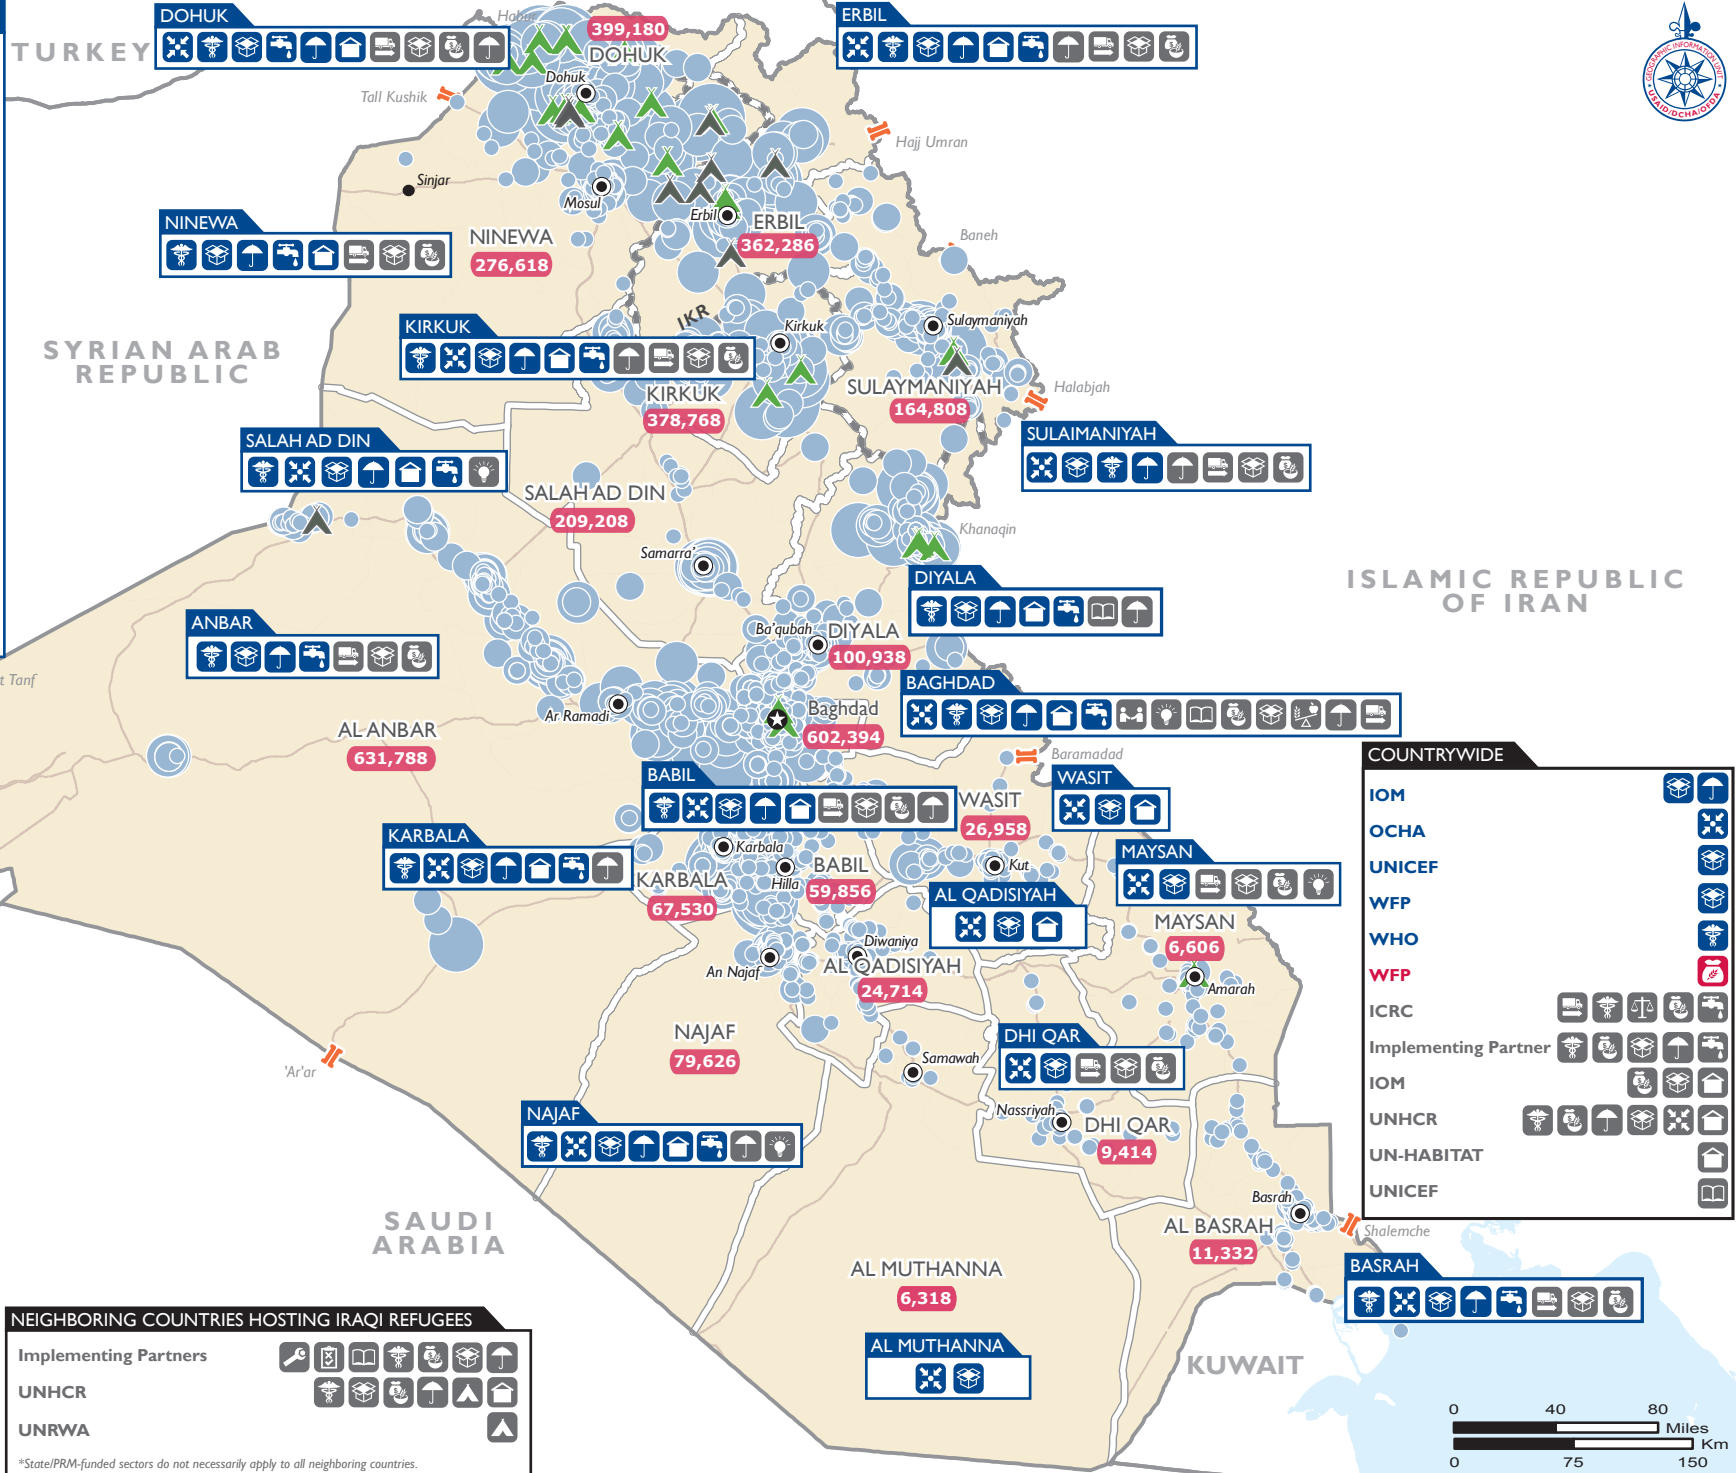 DOHUK
TURKEY
399,180
DOHUK
Dohuk
ERBIL
GEOGRAPHIC INFORMATION UNIT
USAID/DCHA/OFDA
Tall Kushik
Hajj Umran
Sinjar
Mosul
Erbil
ERBIL
362,286
NINEWA
NINEWA
276,618
Baneh
IKR
KIRKUK
Kirkuk
Sulaymaniyah
SYRIAN ARAB
REPUBLIC
KIRKUK
378,768
SULAYMANIYAH
164,808
Halabjah
SALAH AD DIN
SULAIMANIYAH
SALAH AD DIN
209,208
Khanaqin
Samarra'
DIYALA
ISLAMIC REPUBLIC
OF IRAN
ANBAR
Ba'qubah
DIYALA
100,938
t Tanf
BAGHDAD
Ar Ramadi
Baghdad
602,394
AL ANBAR
631,788
Baramadad
BABIL
WASIT
26,958
WASIT
KARBALA
Karbala
Hilla
BABIL
59,856
Kut
MAYSAN
KARBALA
67,530
AL QADISIYAH
MAYSAN
6,606
Diwaniya
An Najaf
AL QADISIYAH
24,714
Amarah
NAJAF
79,626
DHI QAR
'Ar'ar
Samawah
NAJAF
Nassriyah
DHI QAR
9,414
SAUDI
ARABIA
Basrah
AL BASRAH
11,332
Shalemche
AL MUTHANNA
6,318
BASRAH
AL MUTHANNA
KUWAIT
COUNTRYWIDE
IOM
OCHA
UNICEF
WFP
WHO
WFP
ICRC
Implementing Partner
IOM
UNHCR
UN-HABITAT
UNICEF
NEIGHBORING COUNTRIES HOSTING IRAQI REFUGEES
Implementing Partners
UNHCR
UNRWA
*State/PRM-funded sectors do not necessarily apply to all neighboring countries.
0 40 80
Miles
Km
0 75 150